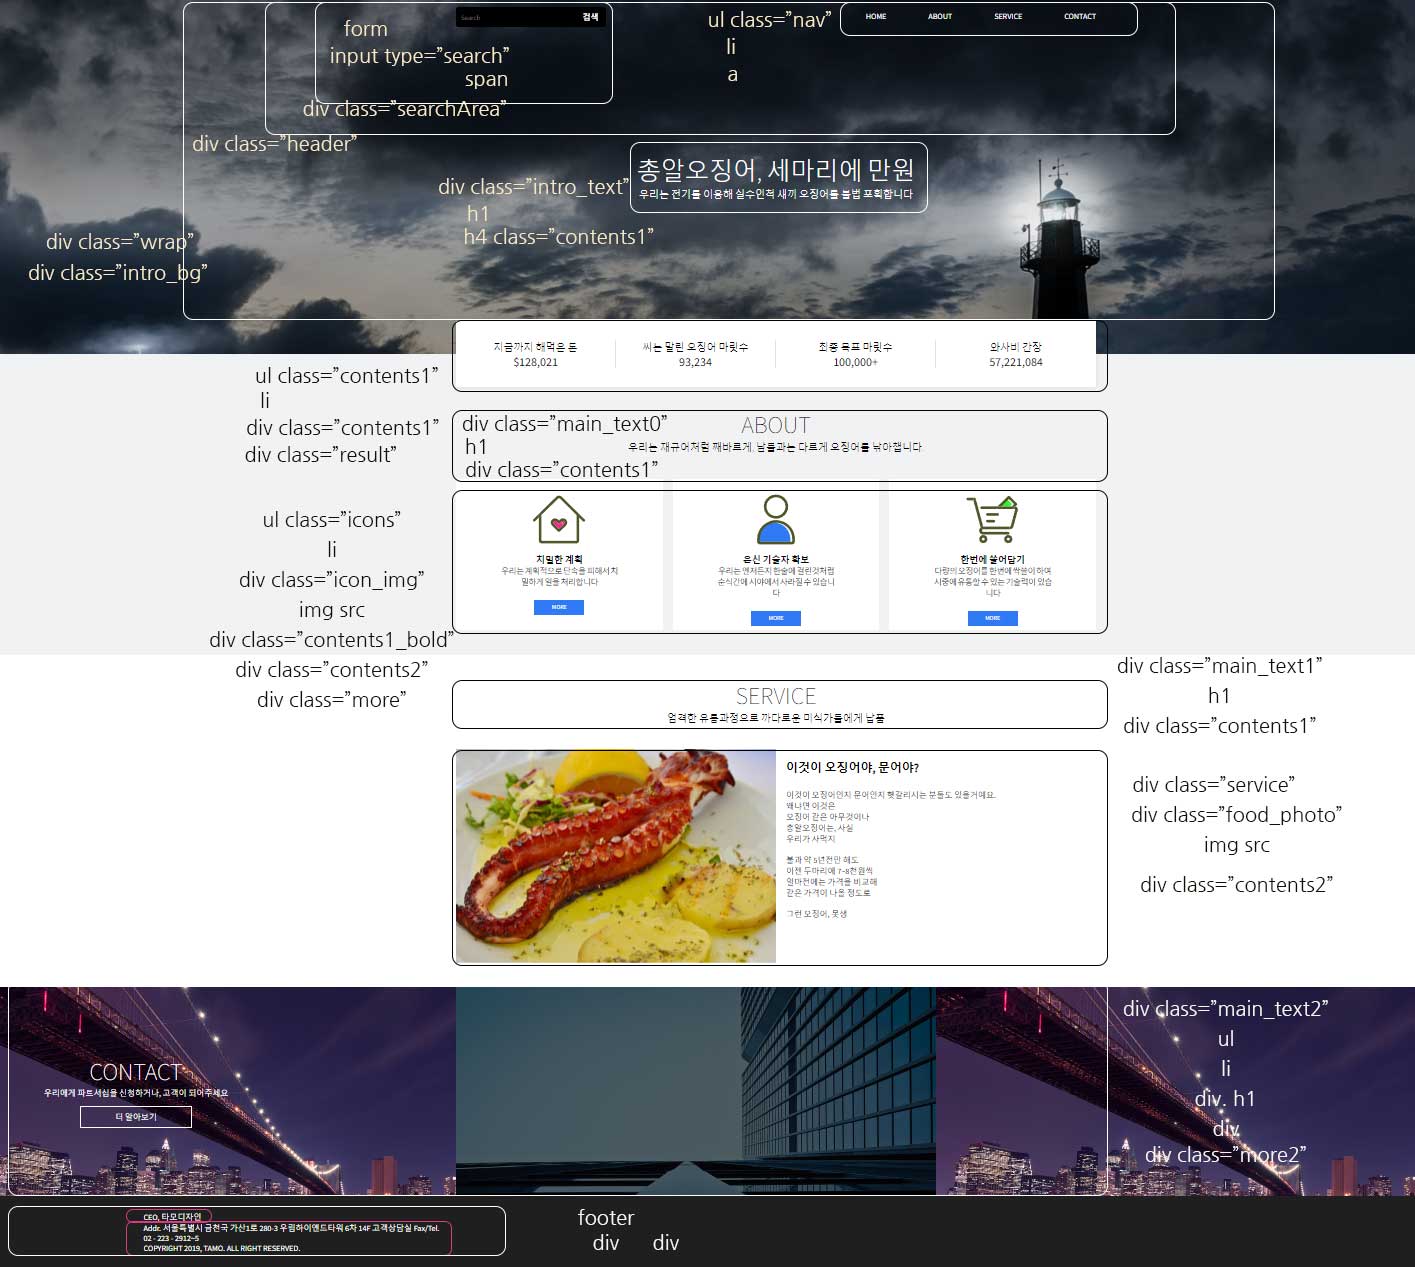 Search 검색
form
input type=”search”
span
div class=”searchArea”
div class=”header”
ul class=”nav”
li
a
HOME ABOUT SERVICE CONTACT
총알오징어, 세마리에 만원
우리는 전기를 이용해 실수인척 새끼 오징어를 불법 포획합니다
div class=”intro_text”
h1
h4 class=”contents1”
div class=”wrap”
div class=”intro_bg”
지금까지 해먹은 돈
$128,021
씨는 말린 오징어 마릿수
93,234
최종 목표 마릿수
100,000+
와사비 간장
57,221,084
ul class=”contents1”
li
div class=”contents1”
div class=”result”
div class=”main_text0”
h1
div class=”contents1”
ABOUT
우리는 재규어처럼 째바르게, 남들과는 다르게 오징어를 낚아챕니다.
ul class=”icons”
li
div class=”icon_img”
img src
div class=”contents1_bold”
div class=”contents2”
div class=”more”
치밀한 계획
우리는 계획적으로 단속을 피해서 치
밀하게 일을 처리합니다
MORE
은신 기술자 확보
우리는 언제든지 한숨에 걸린것처럼
순식간에 시야에서 사라질 수 있습니
다
MORE
한번에 쓸어담기
다량의 오징어를 한번에 싹쓸이 하여
시중에 유통할 수 있는 기술력이 있습
니다
MORE
SERVICE
엄격한 유통과정으로 까다로운 미식가들에게 납품
div class=”main_text1”
h1
div class=”contents1”
이것이 오징어야, 문어야?
이것이 오징어인지 문어인지 헷갈리시는 분들도 있을거예요.
왜냐면 이것은
오징어 같은 아무것이나
총알오징어는, 사실
우리가 사먹지
불과 약 5년전만 해도
이젠 두마리에 7~8천원씩
얼마전에는 가격을 비교해
같은 가격이 나올 정도로
그런 오징어, 못생
div class=”service”
div class=”food_photo”
img src
div class=”contents2”
CONTACT
우리에게 파트서십을 신청하거나, 고객이 되어주세요
더 알아보기
div class=”main_text2”
ul
li
div. h1
div
div class=”more2”
CEO, 타모디자인
Addr. 서울특별시 금천국 가산1로 280-3 우림하이앤드타워 6차 14F 고객상담실 Fax/Tel.
02 - 223 - 2912~5
COPYRIGHT 2019, TAMO. ALL RIGHT RESERVED.
footer
div div